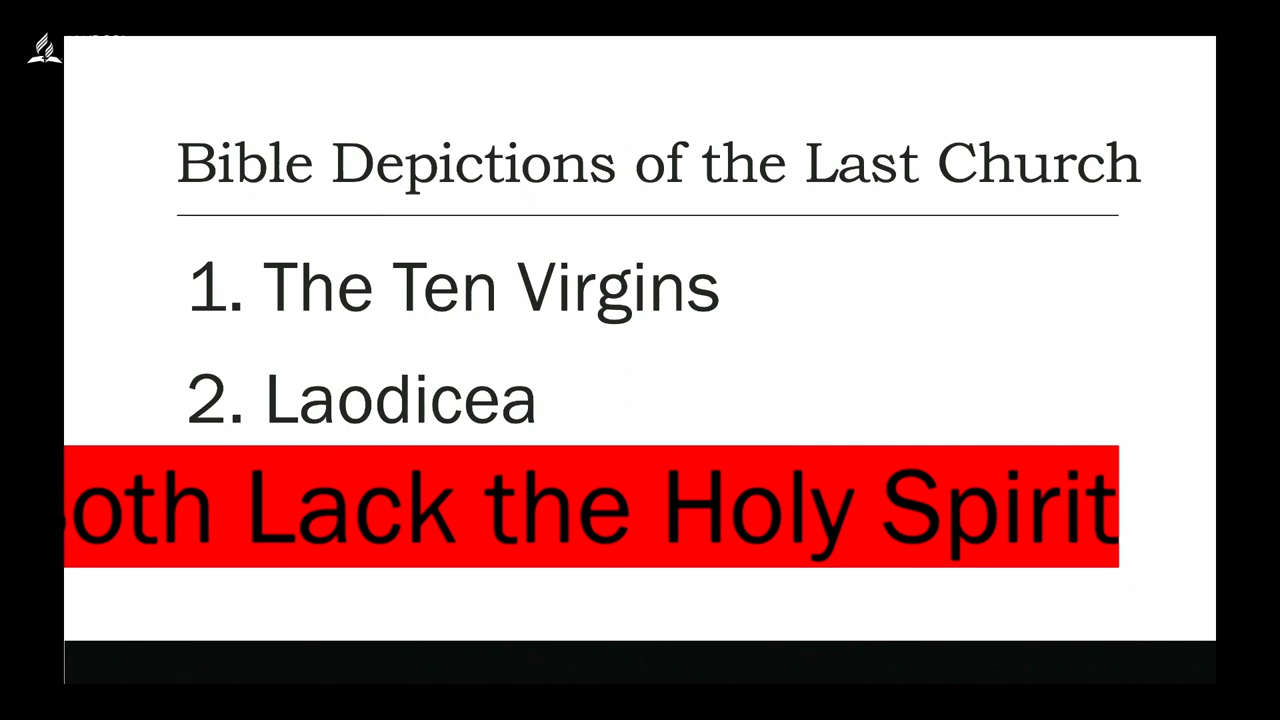 Bible Depictions of the Last Church
1. The Ten Virgins
2. Laodicea
oth Lack the Holy Spirit